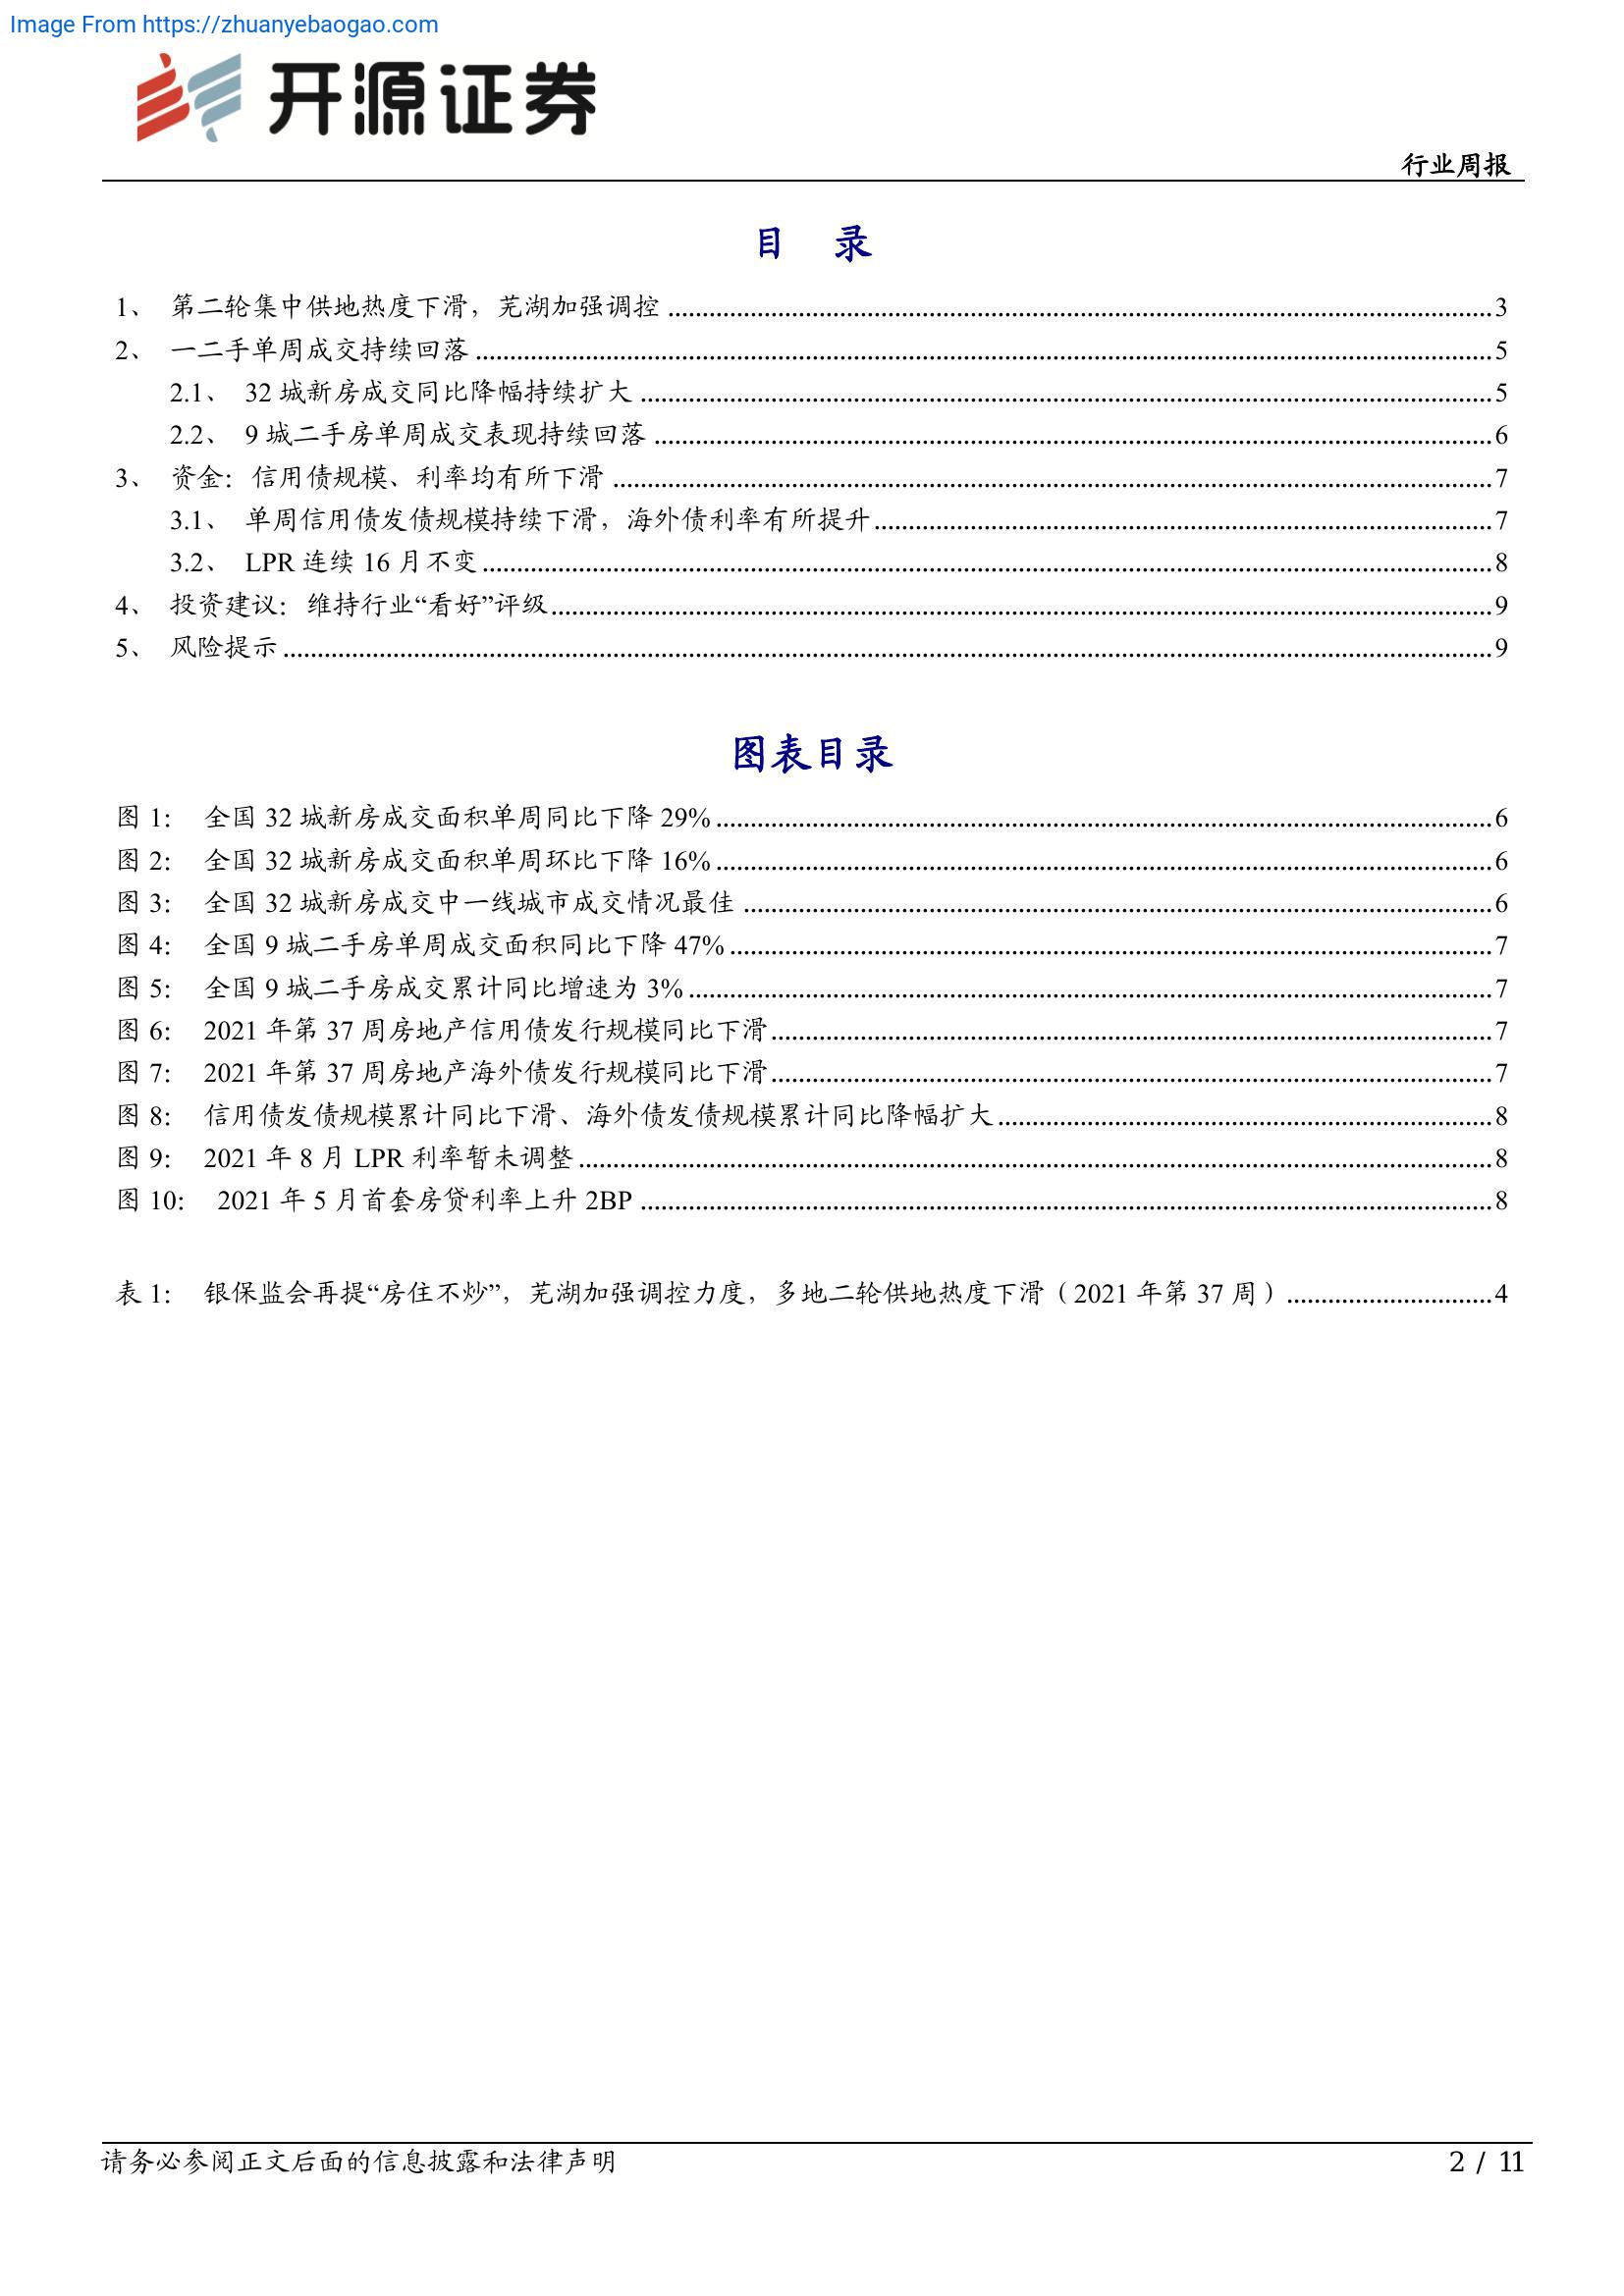 Image From https://zhuanyebaogao.com
开源证券
行业周报
目 录
1、 第二轮集中供地热度下滑，芜湖加强调控 ........ 3
2、 一二手单周成交持续回落 ........ 5
2.1、 32 城新房成交同比降幅持续扩大 ........ 5
2.2、 9 城二手房单周成交表现持续回落 ........ 6
3、 资金：信用债规模、利率均有所下滑 ........ 7
3.1、 单周信用债发债规模持续下滑，海外债利率有所提升 ........ 7
3.2、 LPR 连续 16 月不变 ........ 8
4、 投资建议：维持行业“看好”评级 ........ 9
5、 风险提示 ........ 9
图表目录
图 1： 全国 32 城新房成交面积单周同比下降 29% ........ 6
图 2： 全国 32 城新房成交面积单周环比下降 16% ........ 6
图 3： 全国 32 城新房成交中一线城市成交情况最佳 ........ 6
图 4： 全国 9 城二手房单周成交面积同比下降 47% ........ 7
图 5： 全国 9 城二手房成交累计同比增速为 3% ........ 7
图 6： 2021 年第 37 周房地产信用债发行规模同比下滑 ........ 7
图 7： 2021 年第 37 周房地产海外债发行规模同比下滑 ........ 7
图 8： 信用债发债规模累计同比下滑、海外债发债规模累计同比降幅扩大 ........ 8
图 9： 2021 年 8 月 LPR 利率暂未调整 ........ 8
图 10： 2021 年 5 月首套房贷利率上升 2BP ........ 8
表 1： 银保监会再提“房住不炒”，芜湖加强调控力度，多地二轮供地热度下滑（2021 年第 37 周） ........ 4
请务必参阅正文后面的信息披露和法律声明 2 / 11